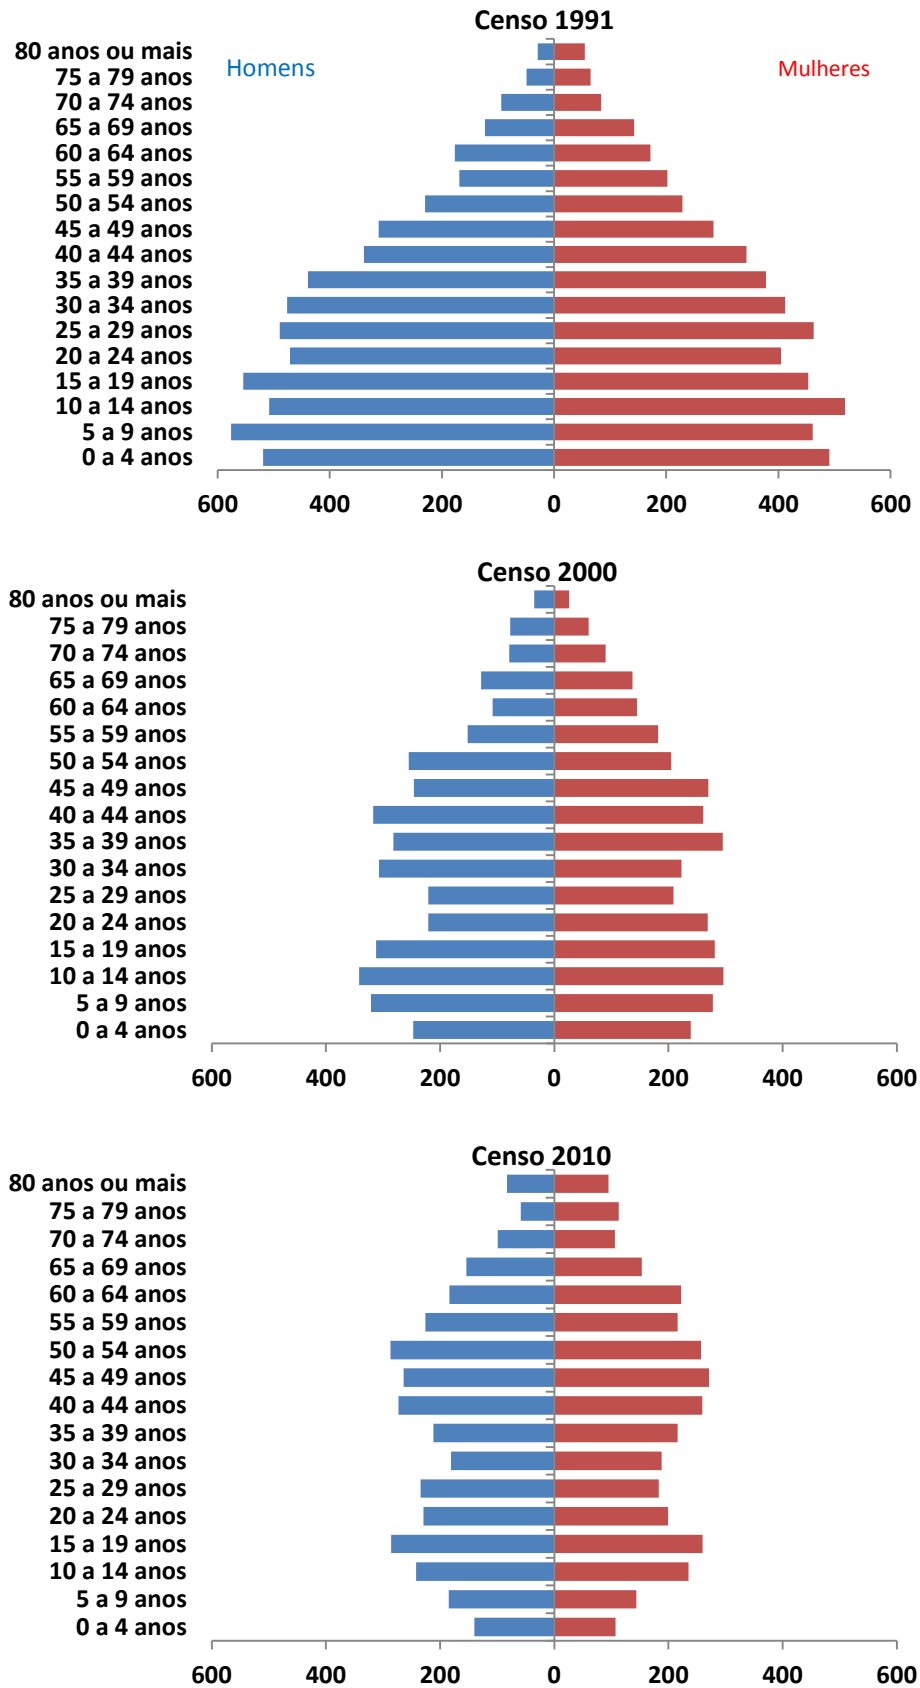 Censo 1991
80 anos ou mais
Homens
Mulheres
75 a 79 anos
70 a 74 anos
65 a 69 anos
60 a 64 anos
55 a 59 anos
50 a 54 anos
45 a 49 anos
40 a 44 anos
35 a 39 anos
30 a 34 anos
25 a 29 anos
20 a 24 anos
15 a 19 anos
10 a 14 anos
5 a 9 anos
0 a 4 anos
600 400 200 0 200 400 600
Censo 2000
80 anos ou mais
75 a 79 anos
70 a 74 anos
65 a 69 anos
60 a 64 anos
55 a 59 anos
50 a 54 anos
45 a 49 anos
40 a 44 anos
35 a 39 anos
30 a 34 anos
25 a 29 anos
20 a 24 anos
15 a 19 anos
10 a 14 anos
5 a 9 anos
0 a 4 anos
600 400 200 0 200 400 600
Censo 2010
80 anos ou mais
75 a 79 anos
70 a 74 anos
65 a 69 anos
60 a 64 anos
55 a 59 anos
50 a 54 anos
45 a 49 anos
40 a 44 anos
35 a 39 anos
30 a 34 anos
25 a 29 anos
20 a 24 anos
15 a 19 anos
10 a 14 anos
5 a 9 anos
0 a 4 anos
600 400 200 0 200 400 600